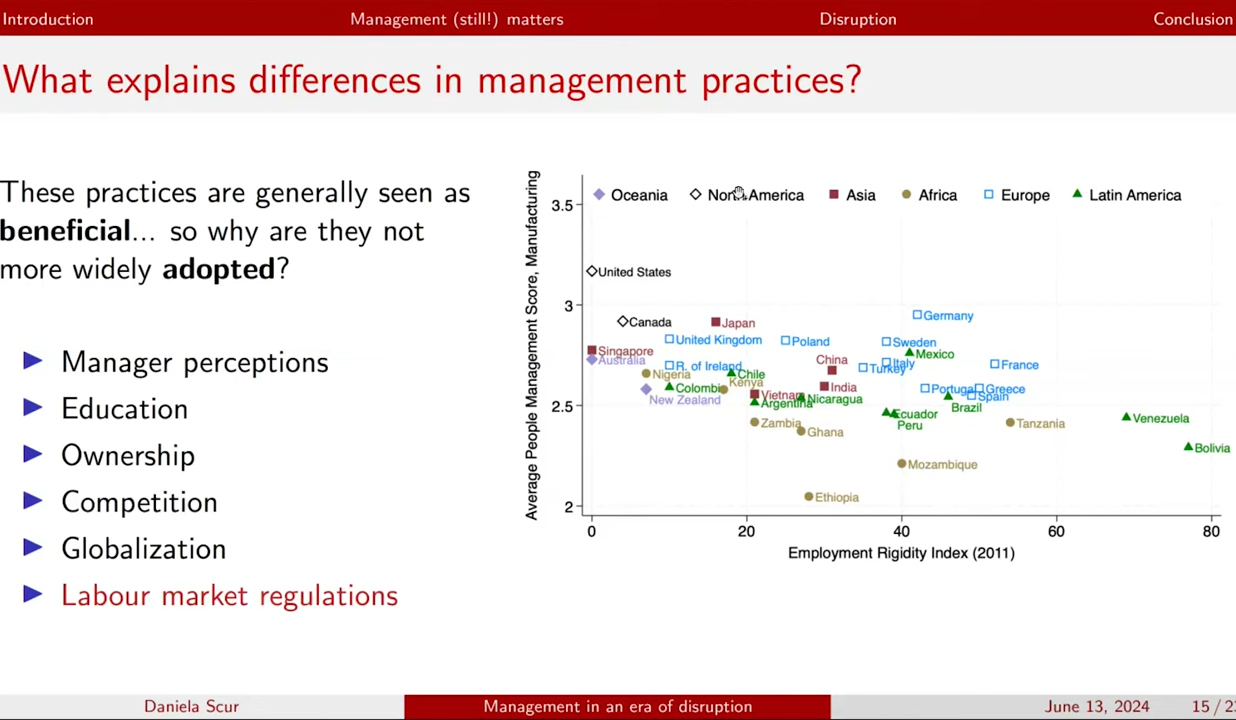 Introduction
Management (still!) matters
Disruption
Conclusion
What explains differences in management practices?
These practices are generally seen as
beneficial... so why are they not
more widely adopted?
Manager perceptions
Education
Ownership
Competition
Globalization
Labour market regulations
Average People Management Score, Manufacturing
Oceania
North America
Asia
Africa
Europe
Latin America
3.5
3
2.5
2
United States
Canada
Japan
Germany
United Kingdom
Poland
Sweden
Singapore
Australia
Mexico
China
Italy
Turkey
France
R. of Ireland
Nigeria
Chile
Kenya
Colombi
India
New Zealand
Vietnam
Argentina
Nicaragua
Portugal
Greece
Spain
Brazil
Ecuador
Peru
Zambia
Ghana
Tanzania
Venezuela
Bolivia
Mozambique
Ethiopia
0
20
40
60
80
Employment Rigidity Index (2011)
Daniela Scur
Management in an era of disruption
June 13, 2024
15 / 2